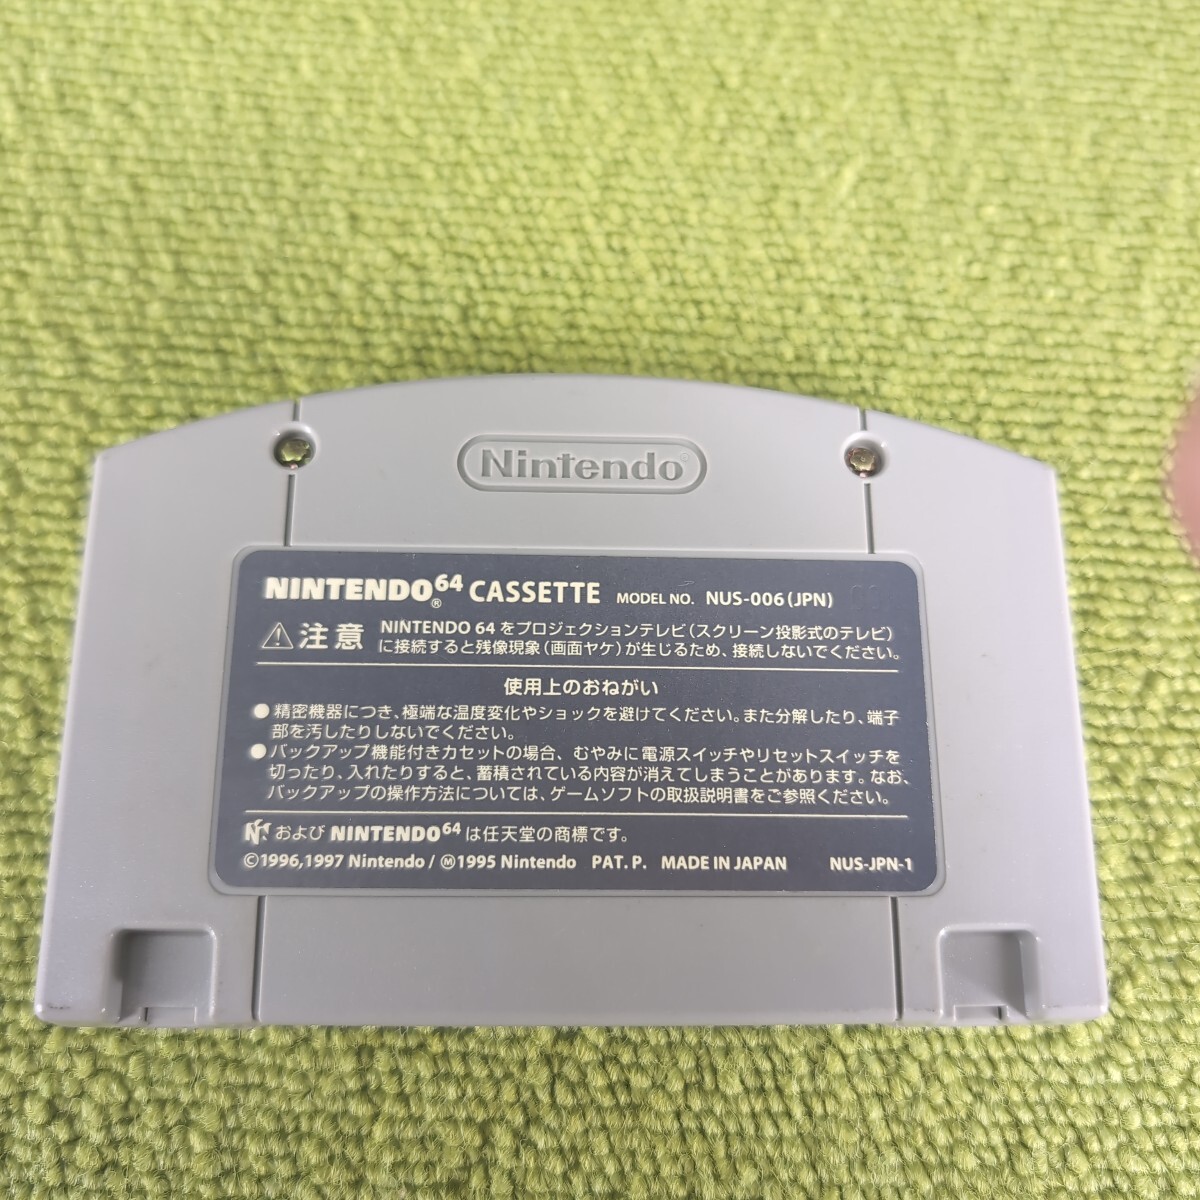 Nintendo®
NINTENDO64® CASSETTE MODEL NO. NUS-006(JPN)
注意 NINTENDO 64をプロジェクションテレビ(スクリーン投影式のテレビ)
に接続すると残像現象(画面ヤケ)が生じるため、接続しないでください。
使用上のおねがい
●精密機器につき、極端な温度変化やショックを避けてください。また分解したり、端子
部を汚したりしないでください。
●バックアップ機能付きカセットの場合、むやみに電源スイッチやリセットスイッチを
切ったり、入れたりすると、蓄積されている内容が消えてしまうことがあります。なお、
バックアップの操作方法については、ゲームソフトの取扱説明書をご参照ください。
および NINTENDO64 は任天堂の商標です。
©1996,1997 Nintendo / Ⓜ1995 Nintendo PAT. P. MADE IN JAPAN NUS-JPN-1